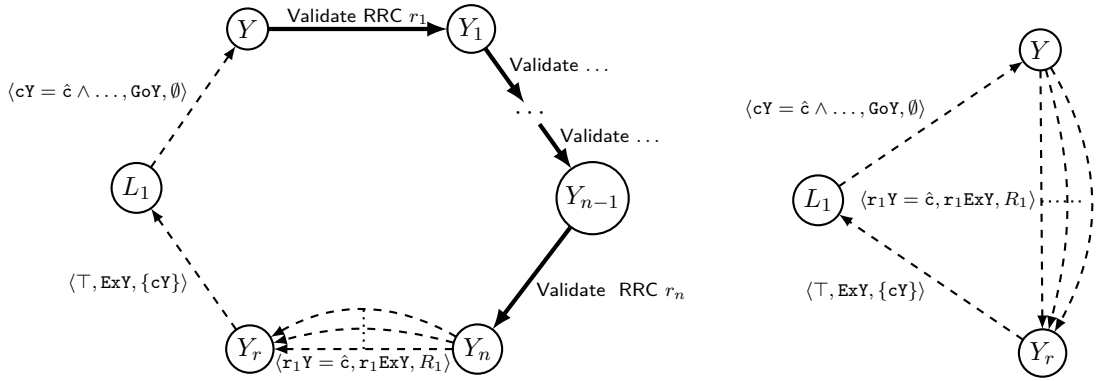 Y
Validate RRC r₁
Y₁
Validate ...
...
Validate ...
Yₙ₋₁
Validate RRC rₙ
Yₙ
⟨r₁Y = ĉ, r₁ExY, R₁⟩
Yᵣ
⟨⊤, ExY, {cY}⟩
L₁
⟨cY = ĉ ∧ ..., GoY, ∅⟩
Y
⟨cY = ĉ ∧ ..., GoY, ∅⟩
L₁
⟨r₁Y = ĉ, r₁ExY, R₁⟩
⟨⊤, ExY, {cY}⟩
Yᵣ